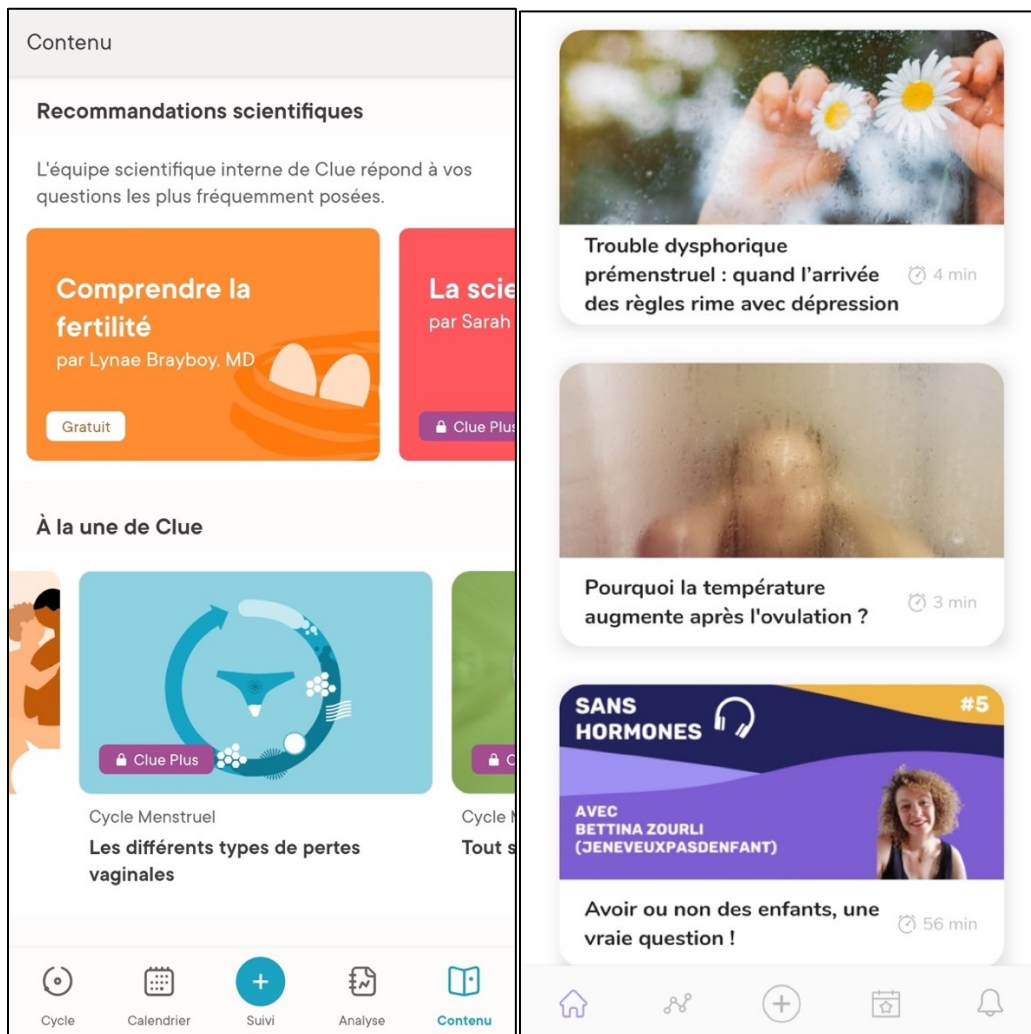 Contenu
Recommandations scientifiques
L'équipe scientifique interne de Clue répond à vos
questions les plus fréquemment posées.
Comprendre la
fertilité
par Lynae Brayboy, MD
Gratuit
La scie
par Sarah
Clue Plus
À la une de Clue
Clue Plus
C
Cycle Menstruel
Les différents types de pertes
vaginales
Cycle
Tout s
Cycle
Calendrier
Suivi
Analyse
Contenu
Trouble dysphorique
prémenstruel : quand l’arrivée
des règles rime avec dépression
4 min
Pourquoi la température
augmente après l'ovulation ?
3 min
SANS
HORMONES
#5
AVEC
BETTINA ZOURLI
(JENEVEUXPASDENFANT)
Avoir ou non des enfants, une
vraie question !
56 min